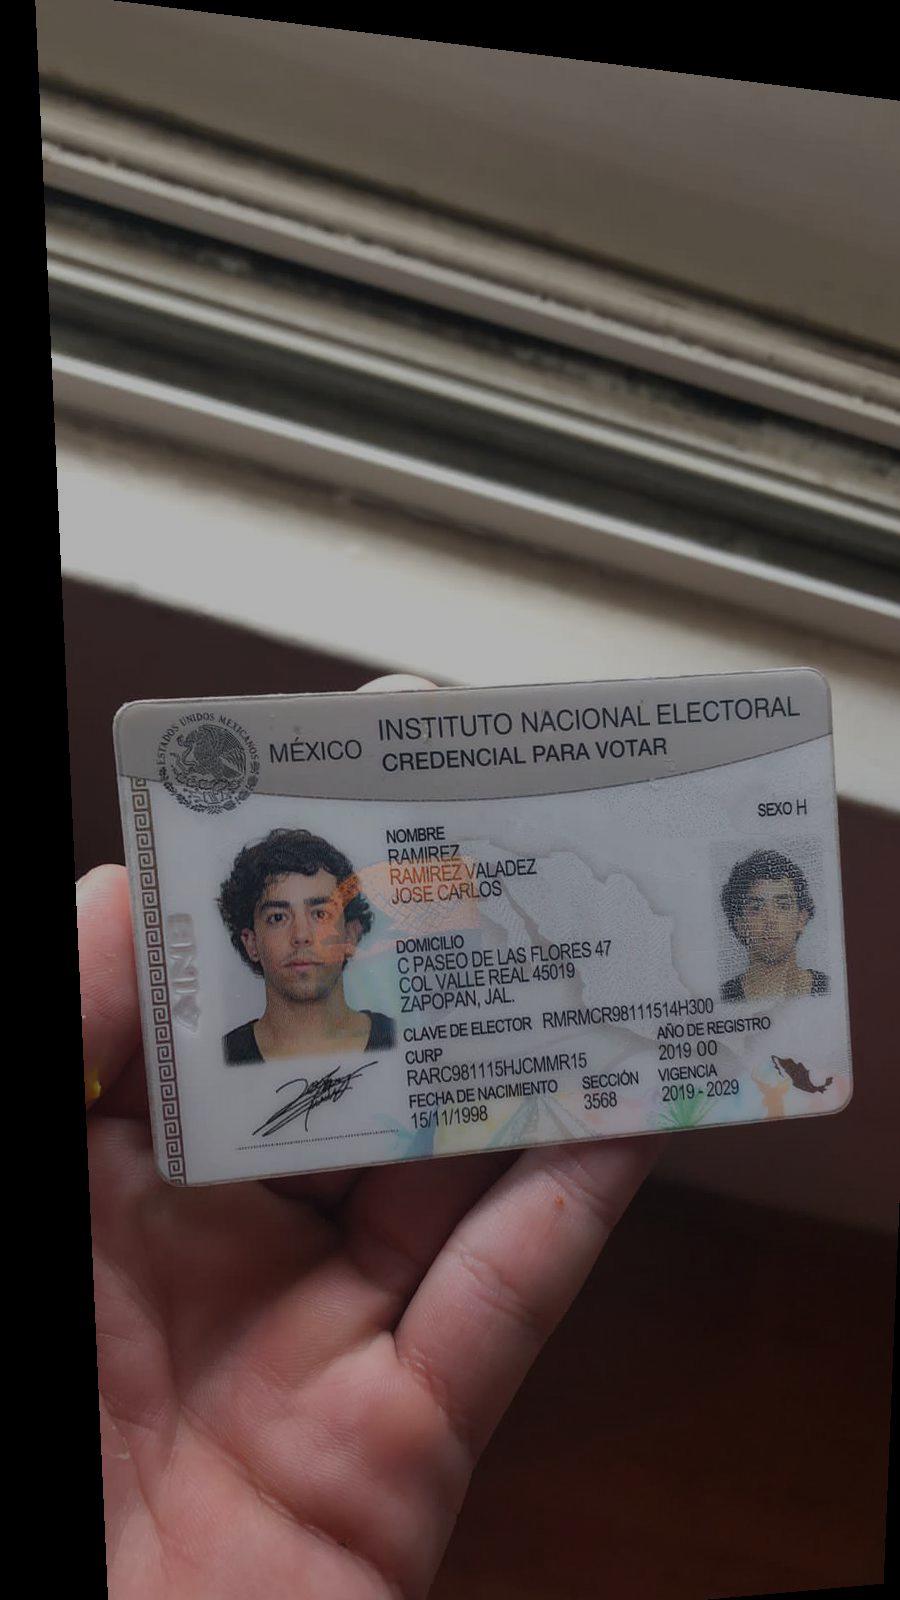 ESTADOS UNIDOS MEXICANOS
MÉXICO
INSTITUTO NACIONAL ELECTORAL
CREDENCIAL PARA VOTAR
SEXO H
NOMBRE
RAMIREZ
RAMIREZ VALADEZ
JOSE CARLOS
DOMICILIO
C PASEO DE LAS FLORES 47
COL VALLE REAL 45019
ZAPOPAN, JAL.
CLAVE DE ELECTOR RMRMCR98111514H300
CURP
RARC981115HJCMMR15
AÑO DE REGISTRO
2019 00
FECHA DE NACIMIENTO
15/11/1998
SECCIÓN
3568
VIGENCIA
2019 - 2029